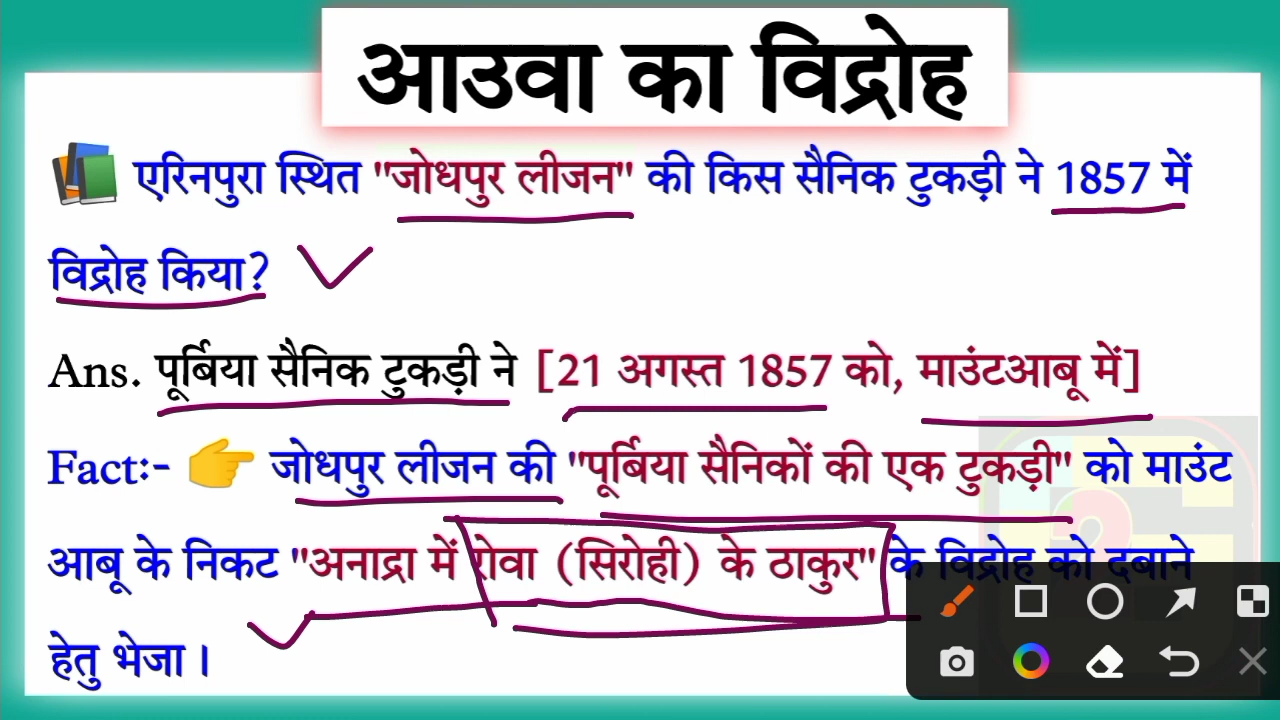 आउवा का विद्रोह
एरिनपुरा स्थित "जोधपुर लीजन" की किस सैनिक टुकड़ी ने 1857 में
विद्रोह किया?
Ans. पूर्बिया सैनिक टुकड़ी ने [21 अगस्त 1857 को, माउंटआबू में]
Fact:- जोधपुर लीजन की "पूर्बिया सैनिकों की एक टुकड़ी" को माउंट
आबू के निकट "अनाद्रा में रोवा (सिरोही) के ठाकुर" के विद्रोह को दबाने
हेतु भेजा ।